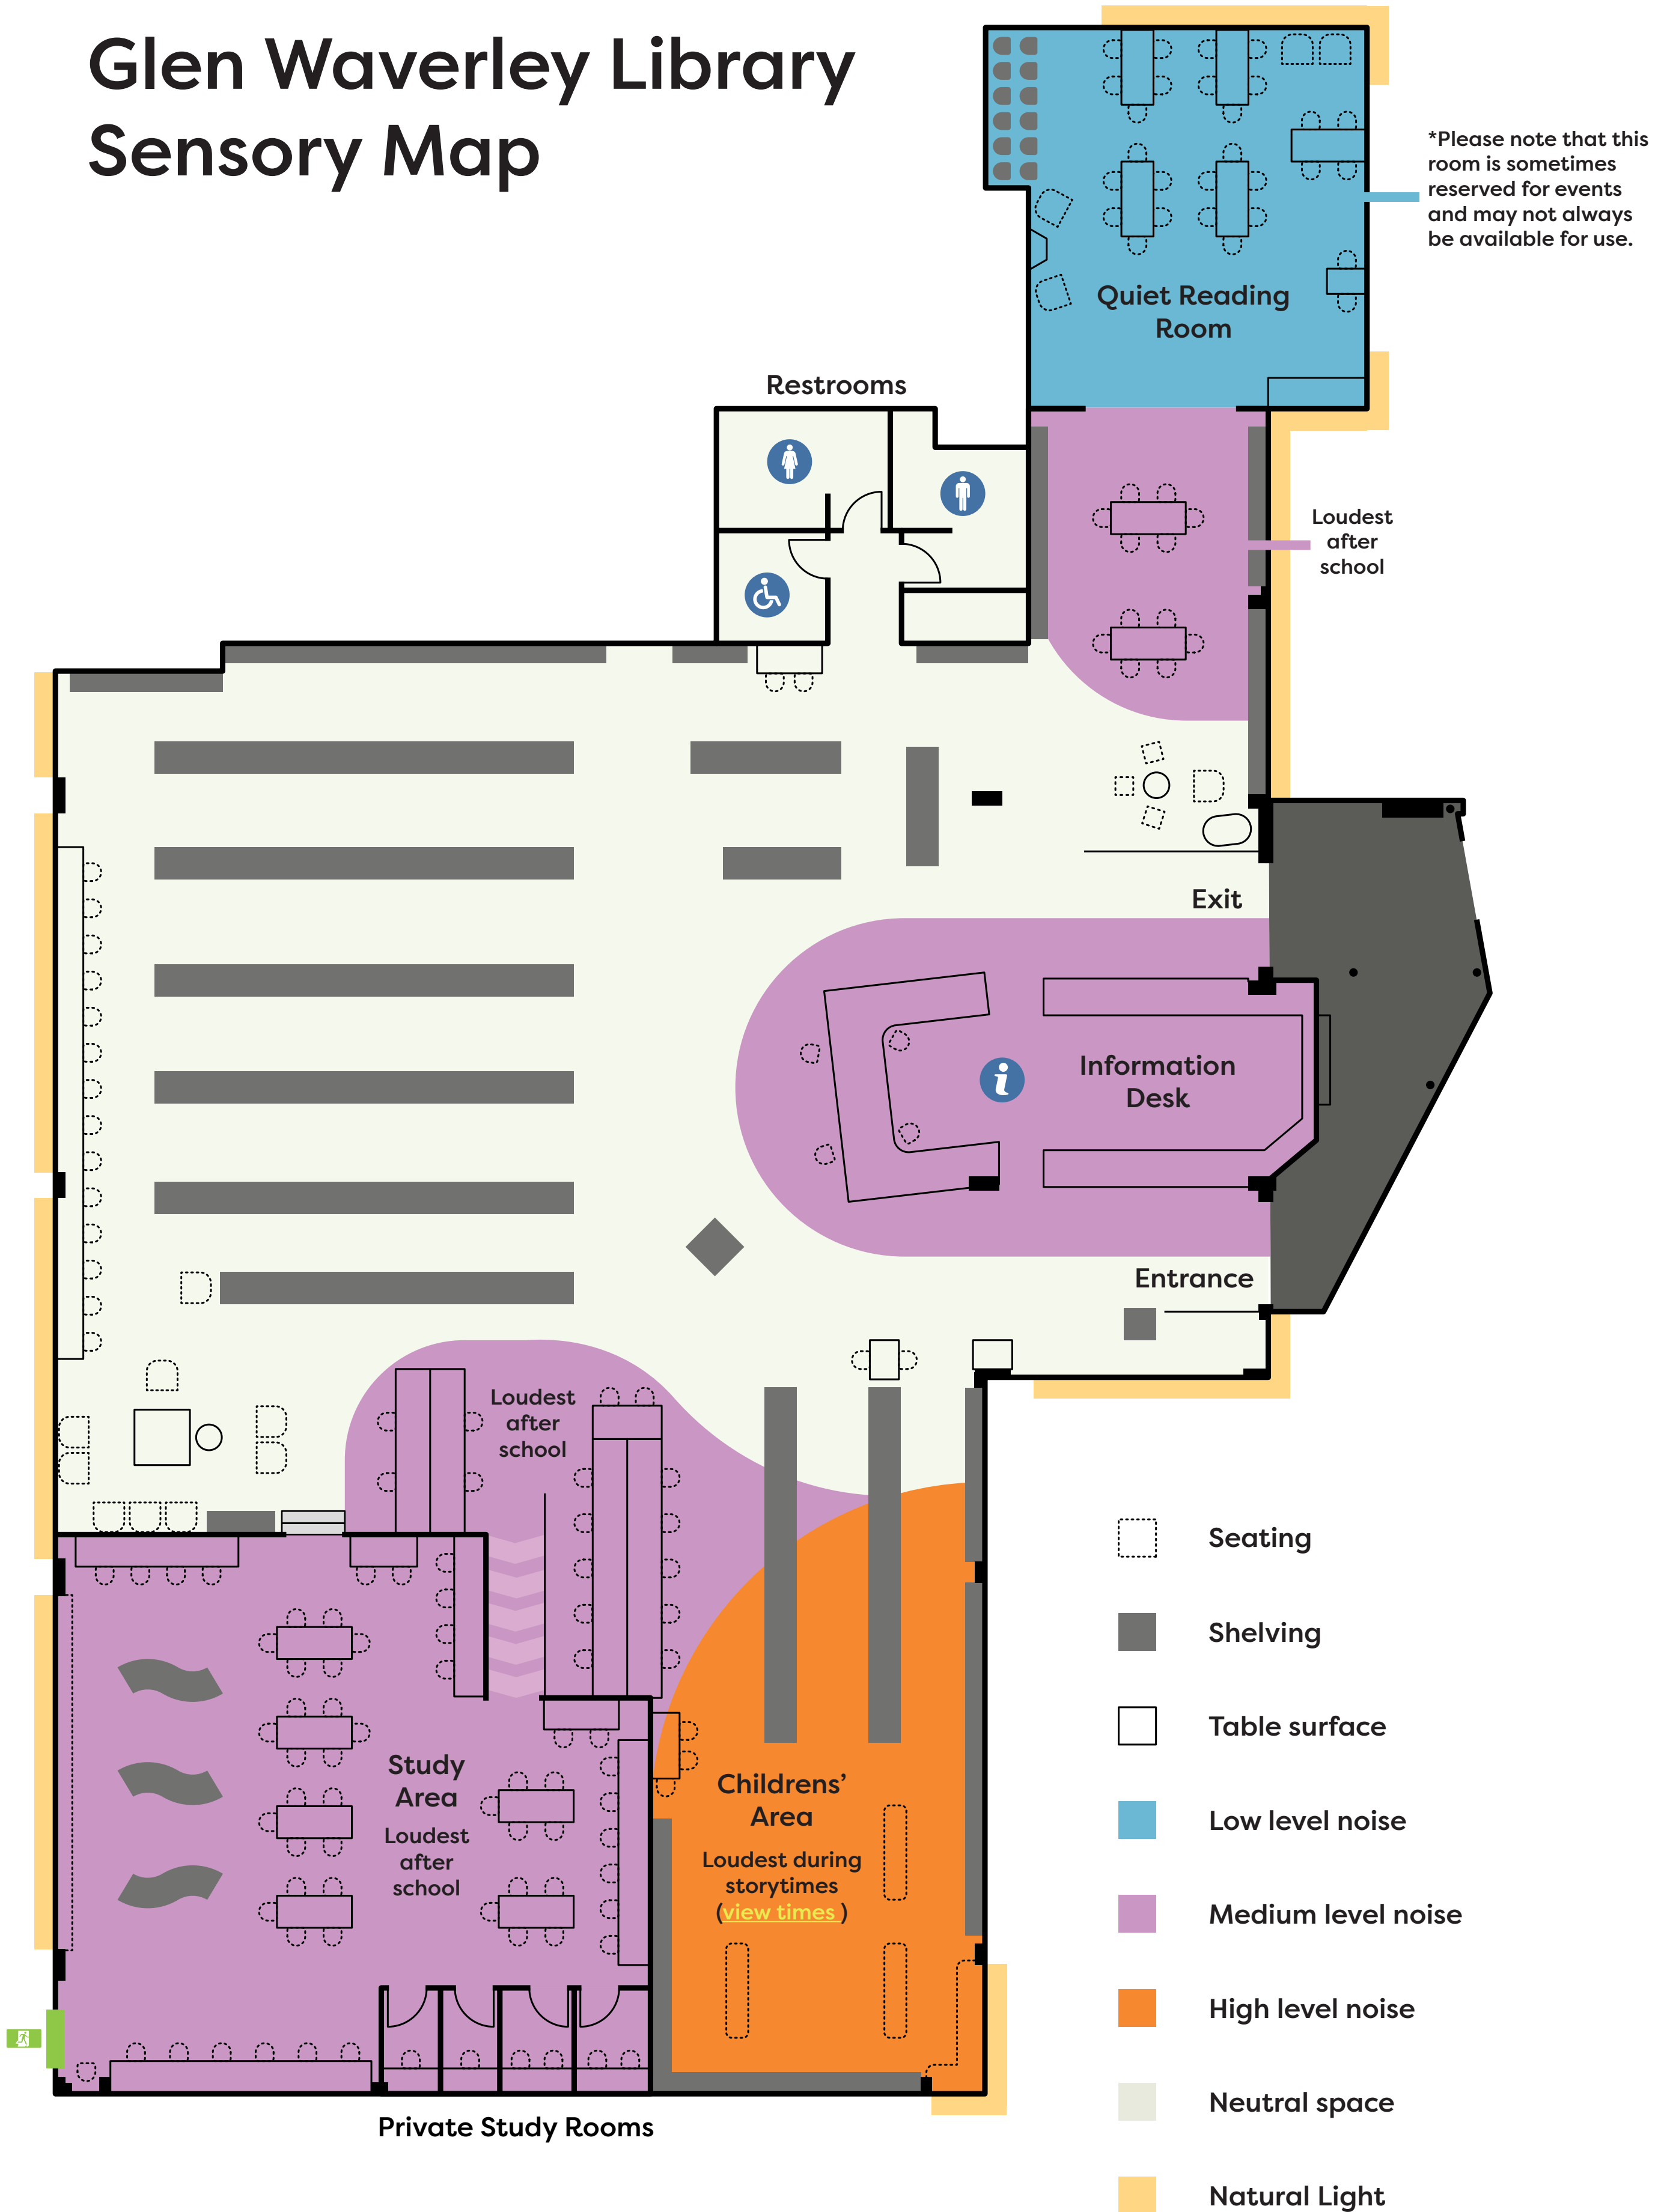 Glen Waverley Library
Sensory Map
*Please note that this
room is sometimes
reserved for events
and may not always
be available for use.
Quiet Reading
Room
Restrooms
Loudest
after
school
Exit
i
Information
Desk
Entrance
Loudest
after
school
Study
Area
Loudest
after
school
Childrens’
Area
Loudest during
storytimes
(view times )
Private Study Rooms
Seating
Shelving
Table surface
Low level noise
Medium level noise
High level noise
Neutral space
Natural Light